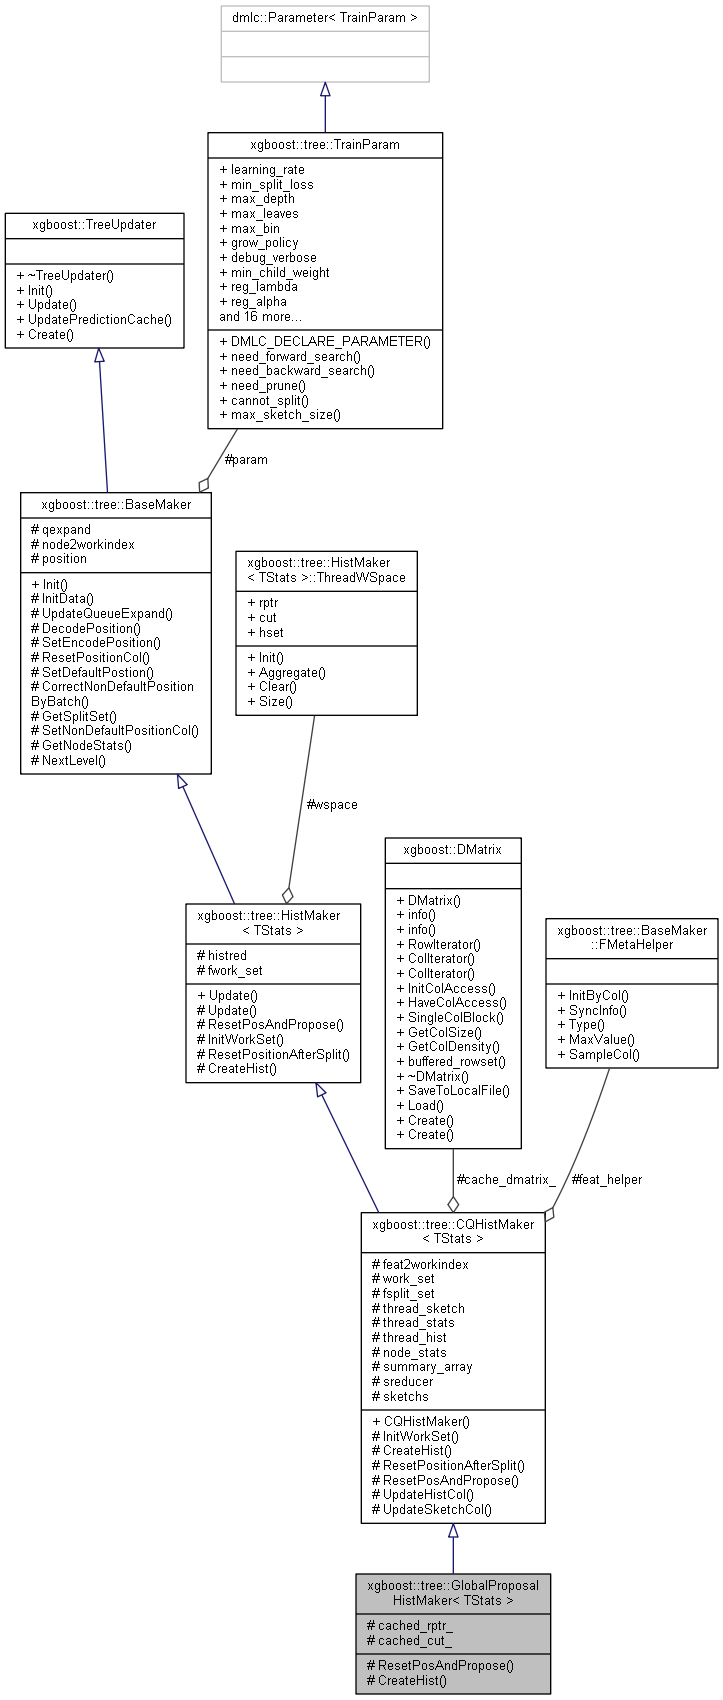 dmlc::Parameter< TrainParam >
xgboost::tree::TrainParam
+ learning_rate
+ min_split_loss
+ max_depth
+ max_leaves
+ max_bin
+ grow_policy
+ debug_verbose
+ min_child_weight
+ reg_lambda
+ reg_alpha
and 16 more...
+ DMLC_DECLARE_PARAMETER()
+ need_forward_search()
+ need_backward_search()
+ need_prune()
+ cannot_split()
+ max_sketch_size()
xgboost::TreeUpdater
+ ~TreeUpdater()
+ Init()
+ Update()
+ UpdatePredictionCache()
+ Create()
#param
xgboost::tree::BaseMaker
# qexpand
# node2workindex
# position
+ Init()
# InitData()
# UpdateQueueExpand()
# DecodePosition()
# SetEncodePosition()
# ResetPositionCol()
# SetDefaultPostion()
# CorrectNonDefaultPosition
ByBatch()
# GetSplitSet()
# SetNonDefaultPositionCol()
# GetNodeStats()
# NextLevel()
xgboost::tree::HistMaker
< TStats >::ThreadWSpace
+ rptr
+ cut
+ hset
+ Init()
+ Aggregate()
+ Clear()
+ Size()
#wspace
xgboost::tree::HistMaker
< TStats >
# histred
# fwork_set
+ Update()
# Update()
# ResetPosAndPropose()
# InitWorkSet()
# ResetPositionAfterSplit()
# CreateHist()
xgboost::DMatrix
+ DMatrix()
+ info()
+ info()
+ RowIterator()
+ ColIterator()
+ ColIterator()
+ InitColAccess()
+ HaveColAccess()
+ SingleColBlock()
+ GetColSize()
+ GetColDensity()
+ buffered_rowset()
+ ~DMatrix()
+ SaveToLocalFile()
+ Load()
+ Create()
+ Create()
xgboost::tree::BaseMaker
::FMetaHelper
+ InitByCol()
+ SyncInfo()
+ Type()
+ MaxValue()
+ SampleCol()
#cache_dmatrix_
#feat_helper
xgboost::tree::CQHistMaker
< TStats >
# feat2workindex
# work_set
# fsplit_set
# thread_sketch
# thread_stats
# thread_hist
# node_stats
# summary_array
# sreducer
# sketchs
+ CQHistMaker()
# InitWorkSet()
# CreateHist()
# ResetPositionAfterSplit()
# ResetPosAndPropose()
# UpdateHistCol()
# UpdateSketchCol()
xgboost::tree::GlobalProposal
HistMaker< TStats >
# cached_rptr_
# cached_cut_
# ResetPosAndPropose()
# CreateHist()